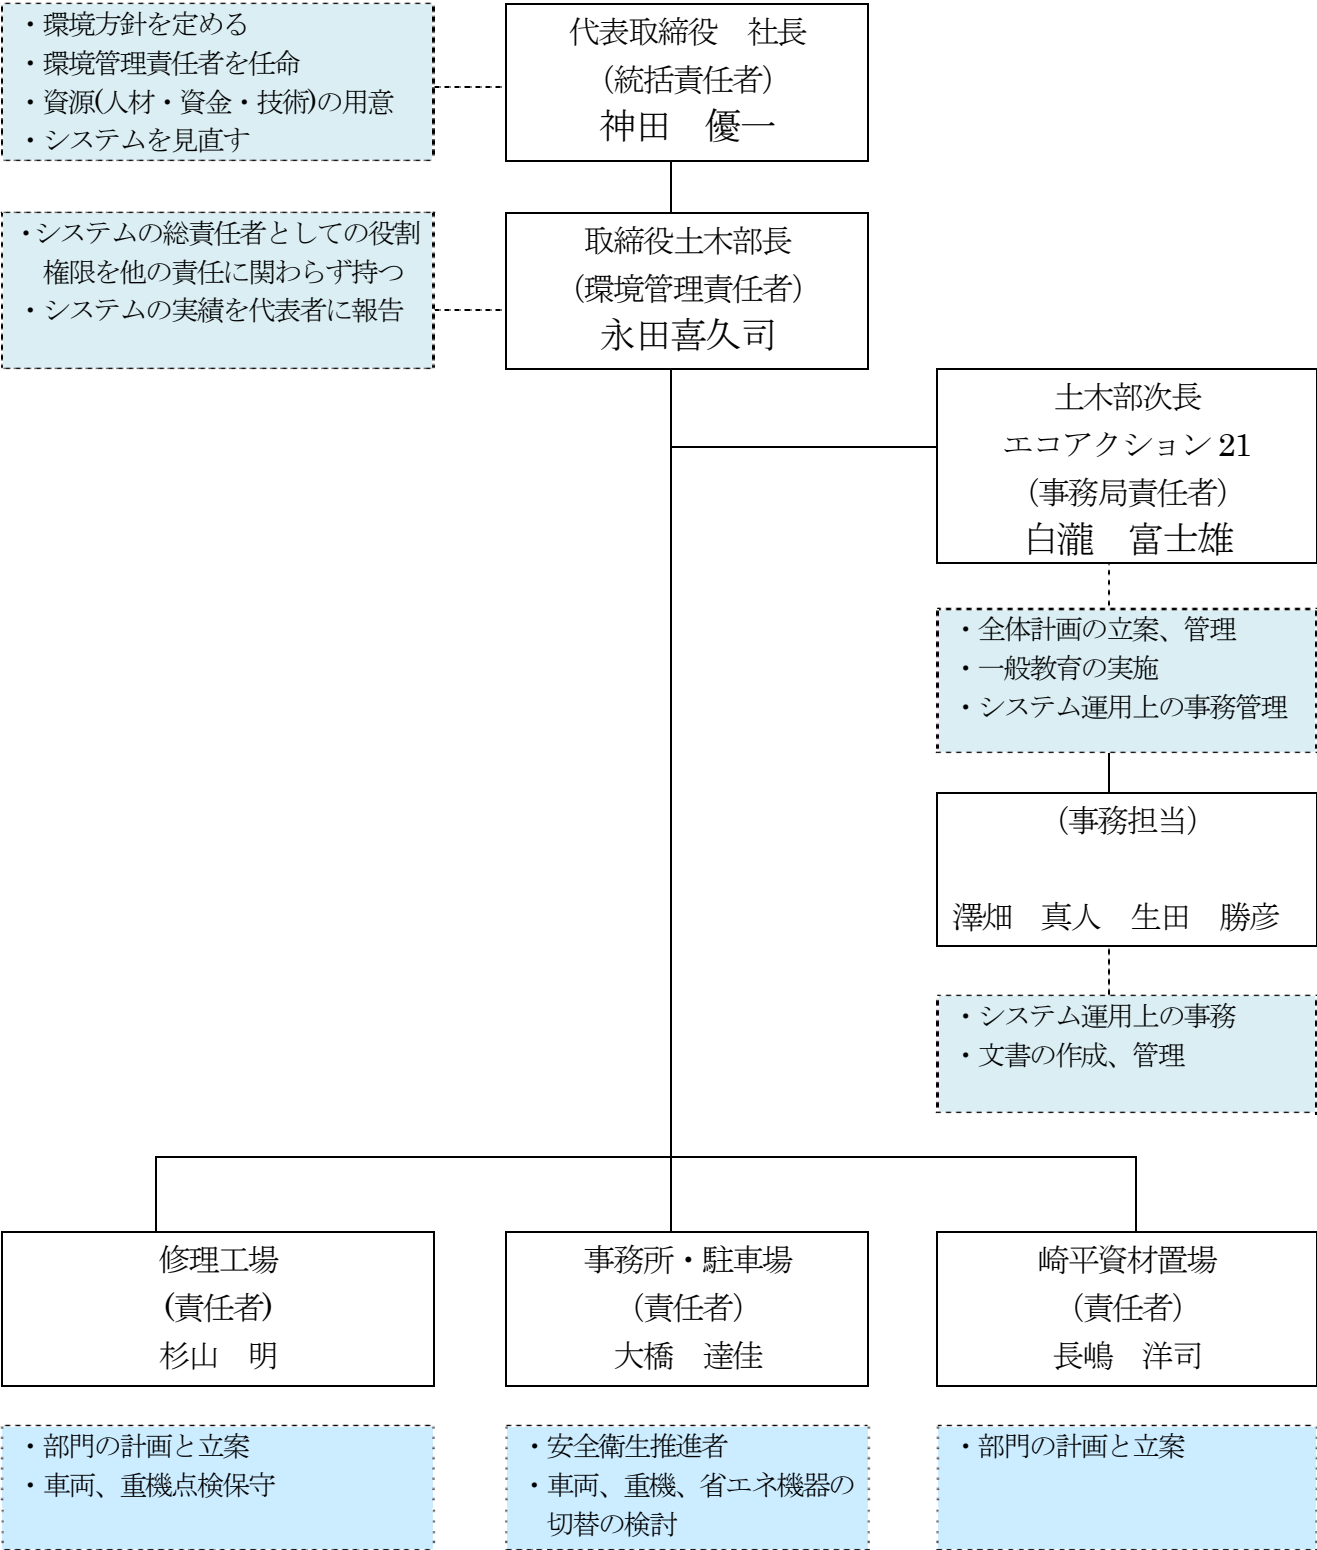 ・環境方針を定める
・環境管理責任者を任命
・資源(人材・資金・技術)の用意
・システムを見直す
代表取締役　社長
（統括責任者）
神田　優一
・システムの総責任者としての役割
権限を他の責任に関わらず持つ
・システムの実績を代表者に報告
取締役土木部長
（環境管理責任者）
永田喜久司
土木部次長
エコアクション 21
（事務局責任者）
白瀧　富士雄
・全体計画の立案、管理
・一般教育の実施
・システム運用上の事務管理
（事務担当）
澤畑　真人　生田　勝彦
・システム運用上の事務
・文書の作成、管理
修理工場
(責任者)
杉山　明
事務所・駐車場
（責任者）
大橋　達佳
崎平資材置場
（責任者）
長嶋　洋司
・部門の計画と立案
・車両、重機点検保守
・安全衛生推進者
・車両、重機、省エネ機器の
切替の検討
・部門の計画と立案